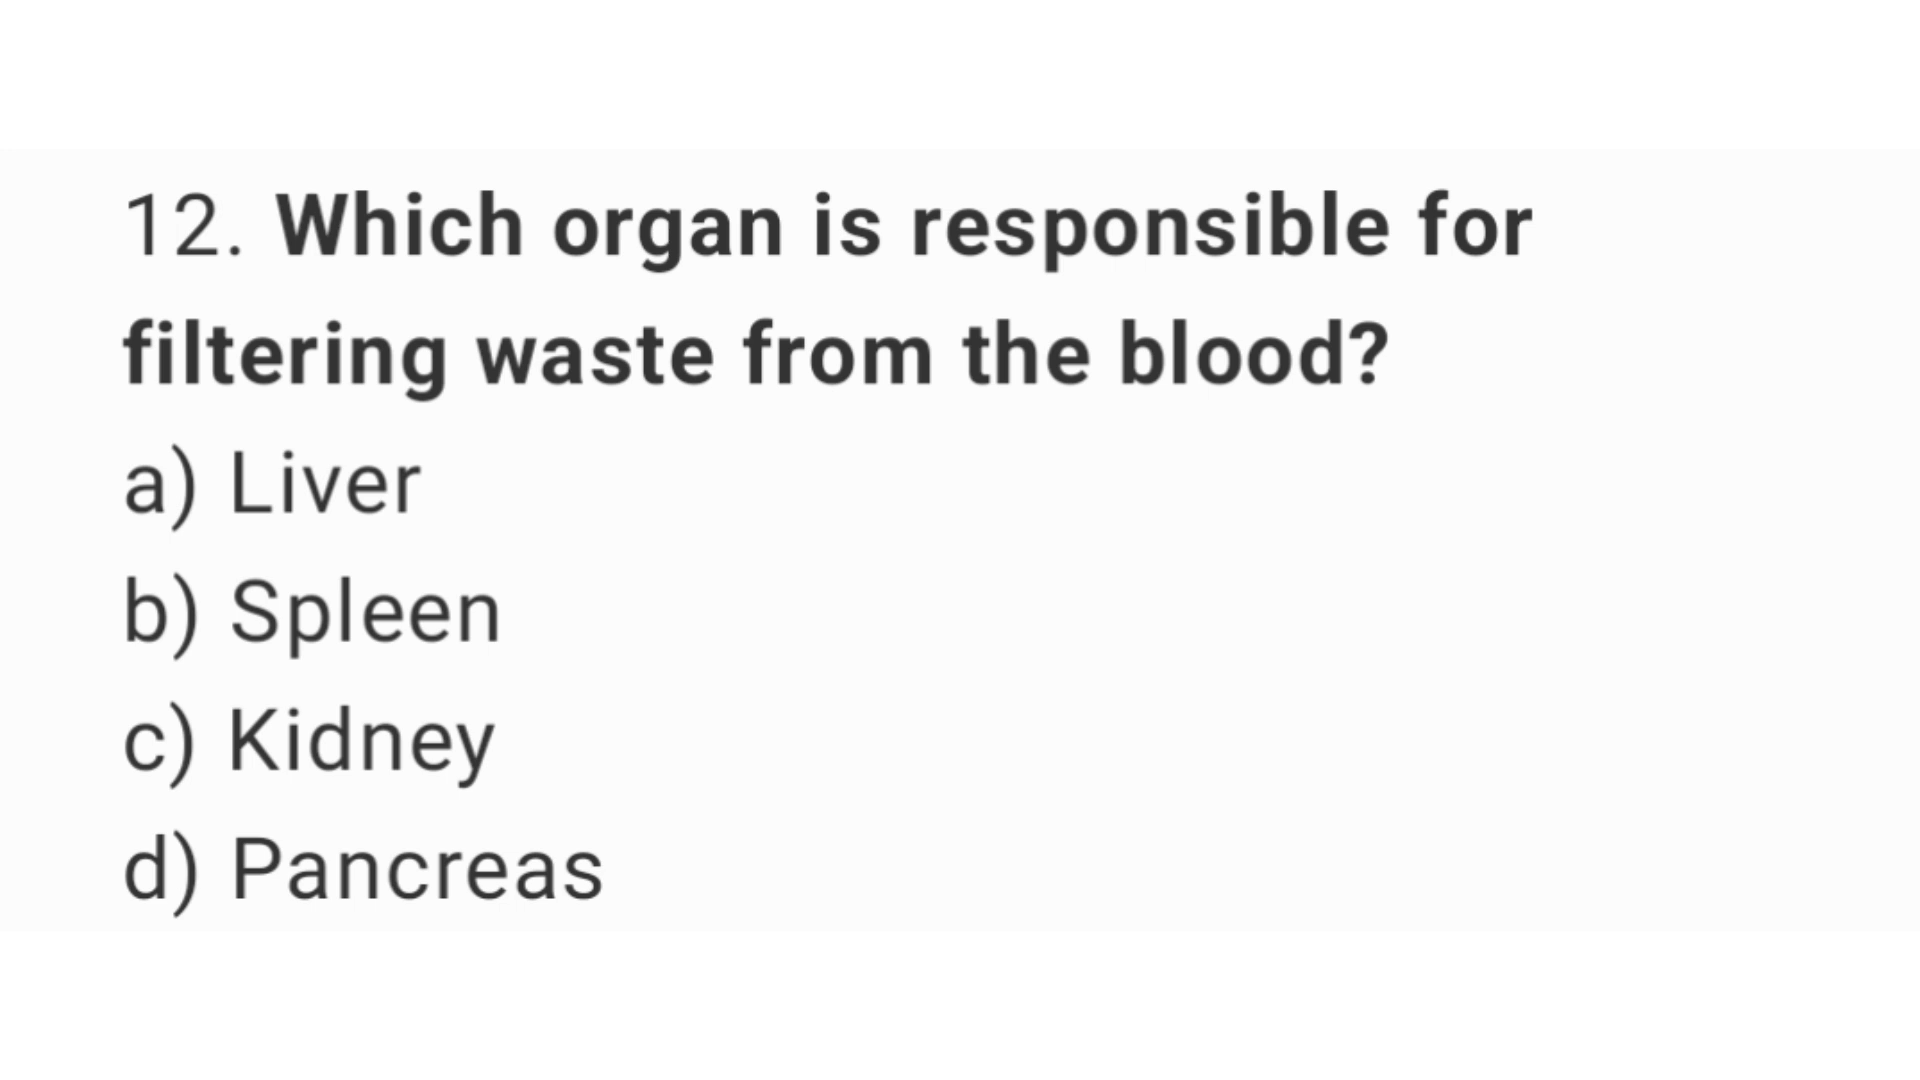 12. Which organ is responsible for
filtering waste from the blood?
a) Liver
b) Spleen
c) Kidney
d) Pancreas